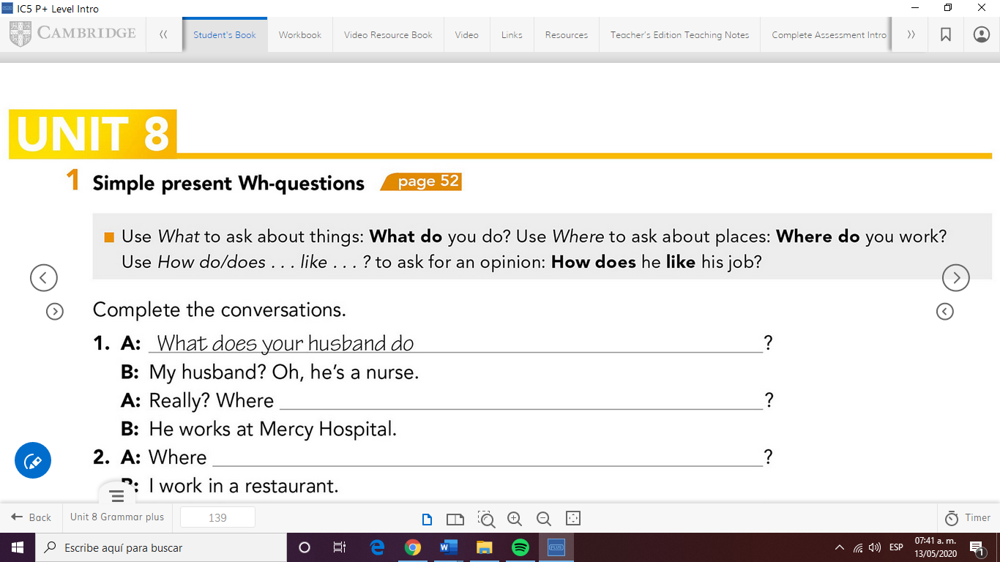 IC5 P+ Level Intro
CAMBRIDGE
Student's Book
Workbook
Video Resource Book
Video
Links
Resources
Teacher's Edition Teaching Notes
Complete Assessment Intro
UNIT 8
1 Simple present Wh-questions page 52
Use What to ask about things: What do you do? Use Where to ask about places: Where do you work?
Use How do/does . . . like . . . ? to ask for an opinion: How does he like his job?
Complete the conversations.
1. A: What does your husband do ?
B: My husband? Oh, he's a nurse.
A: Really? Where ?
B: He works at Mercy Hospital.
2. A: Where ?
B: I work in a restaurant.
Back
Unit 8 Grammar plus
139
Timer
Escribe aquí para buscar
PLUS
ESP
07:41 a. m.
13/05/2020
1